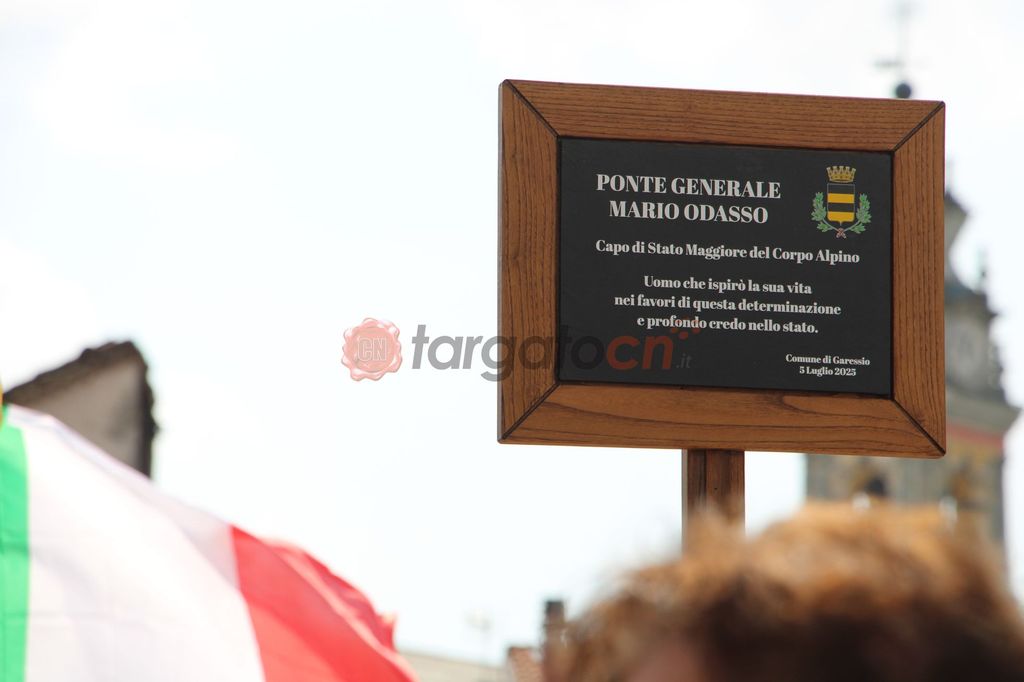 PONTE GENERALE
MARIO ODASSO
Capo di Stato Maggiore del Corpo Alpino
Uomo che ispirò la sua vita
nei favori di questa determinazione
e profondo credo nello stato.
Comune di Garessio
5 Luglio 2025
CN targatocn.it